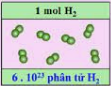 1 mol H₂
6 . 10²³ phân tử H₂